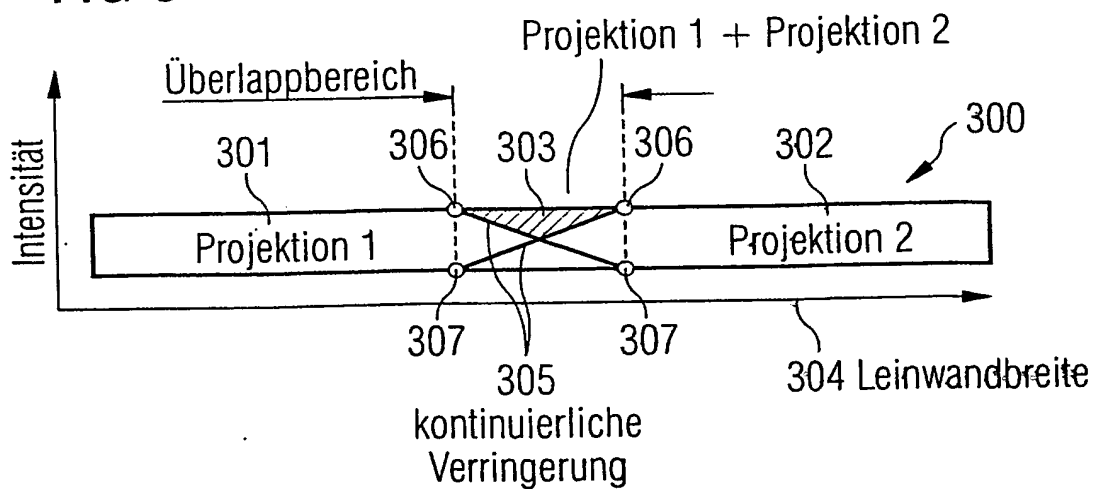 Projektion 1 + Projektion 2
Überlappbereich
300
301
306
303
306
302
Intensität
Projektion 1
Projektion 2
307
307
305
304 Leinwandbreite
kontinuierliche
Verringerung